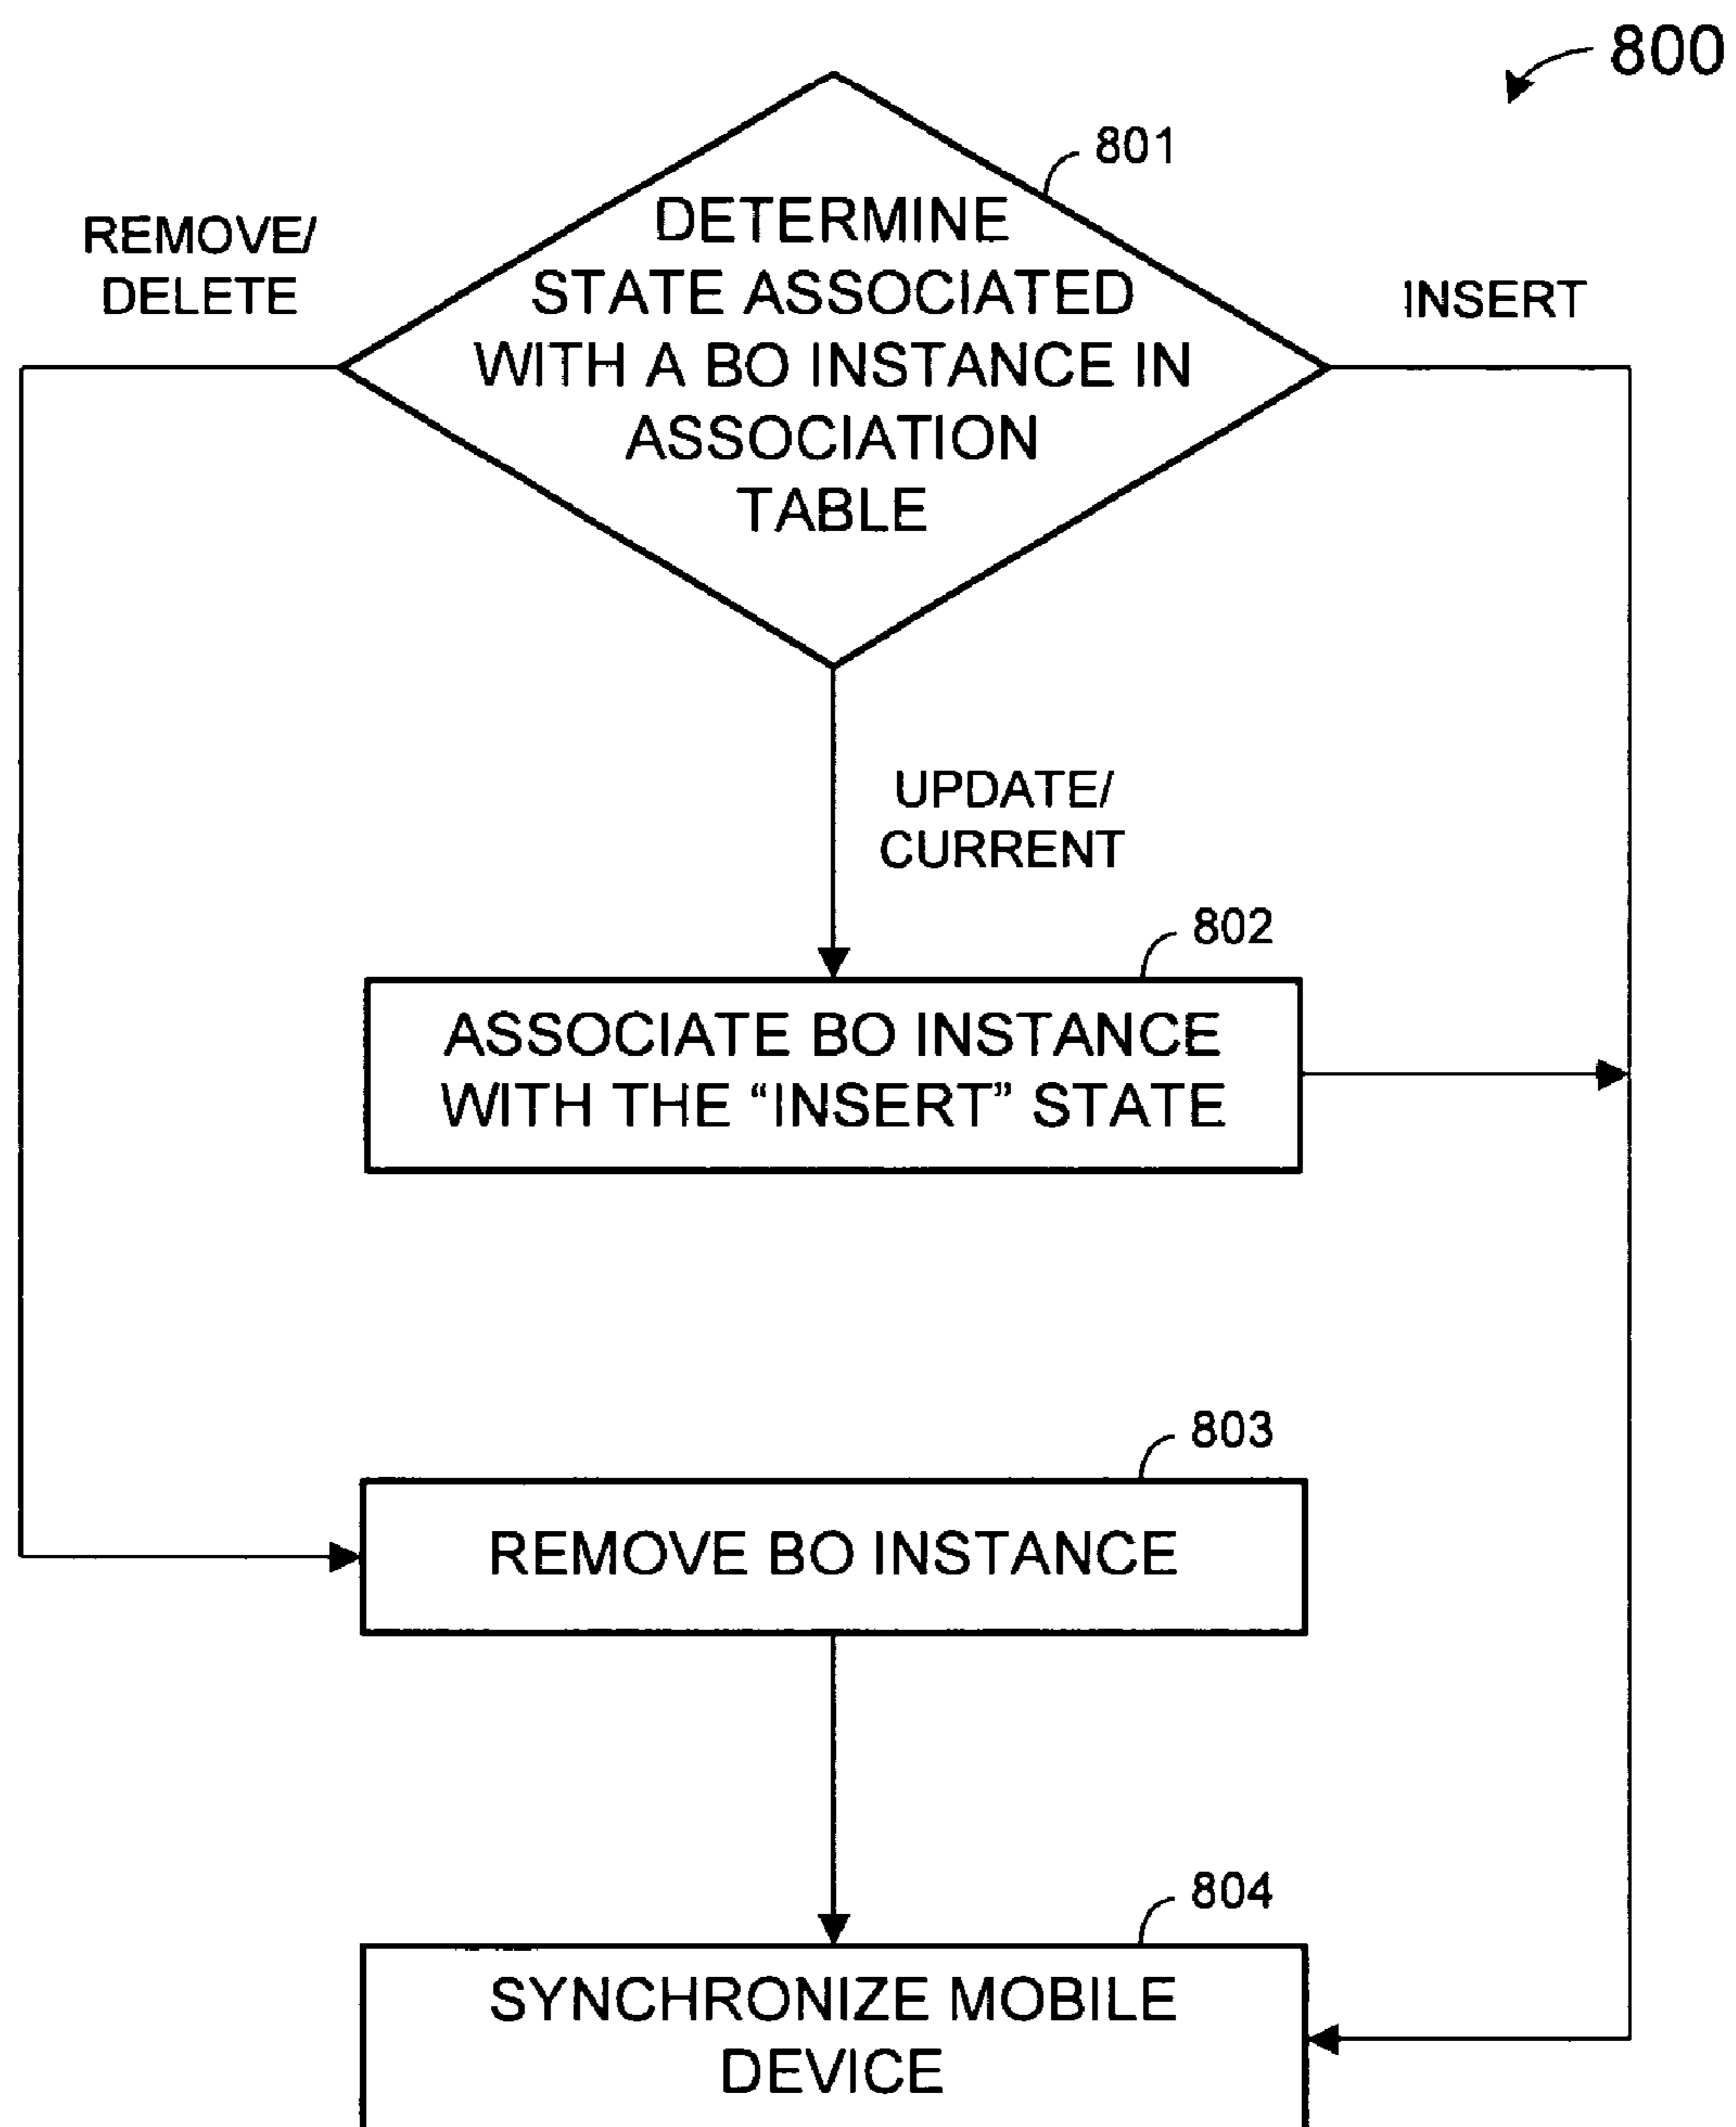 800
801
DETERMINE
STATE ASSOCIATED
WITH A BO INSTANCE IN
ASSOCIATION
TABLE
REMOVE/
DELETE
INSERT
UPDATE/
CURRENT
802
ASSOCIATE BO INSTANCE
WITH THE “INSERT” STATE
803
REMOVE BO INSTANCE
804
SYNCHRONIZE MOBILE
DEVICE